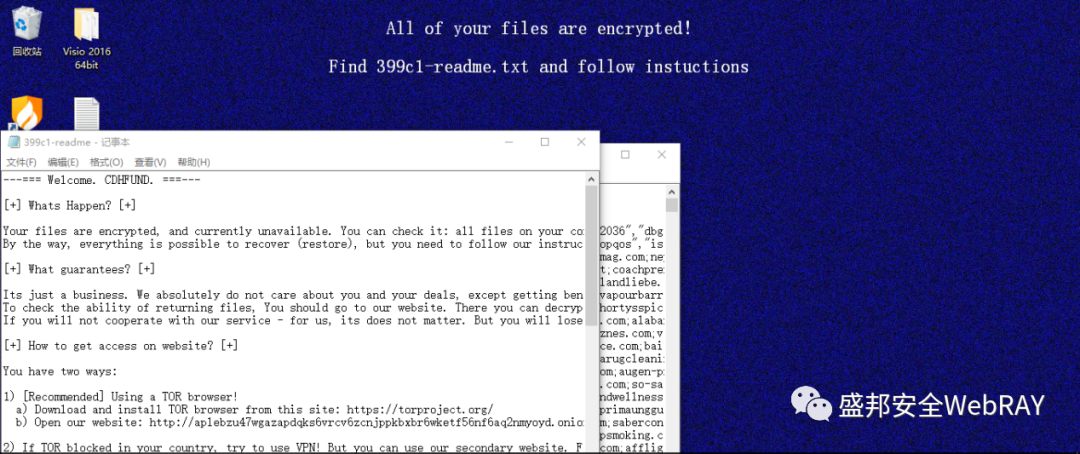 All of your files are encrypted!
Find 399c1-readme.txt and follow instuctions
回收站
Visio 2016
64bit
399c1-readme - 记事本
文件(F) 编辑(E) 格式(O) 查看(V) 帮助(H)
---=== Welcome. CDHFUND. ===---
[+] Whats Happen? [+]
Your files are encrypted, and currently unavailable. You can check it: all files on your co
By the way, everything is possible to recover (restore), but you need to follow our instruc
[+] What guarantees? [+]
Its just a business. We absolutely do not care about you and your deals, except getting ben
To check the ability of returning files, You should go to our website. There you can decryp
If you will not cooperate with our service - for us, its does not matter. But you will lose
[+] How to get access on website? [+]
You have two ways:
1) [Recommended] Using a TOR browser!
a) Download and install TOR browser from this site: https://torproject.org/
b) Open our website: http://aplebzu47wgazapdqks6vrcv6zcnjppkbxbr6wketf56nf6aq2nmyoyd.onio
2) If TOR blocked in your country, try to use VPN! But you can use our secondary website. F
2036","dbg
opqos","is
mag.com;ne
t;coachpre
landliebe.
vapourbarr
hortysspic
.com;alaba
znes.com;v
ce.com;bai
arugcleani
om;augen-p
.com;so-sa
ndwellness
primaunggu
om;sabercon
psmoking.c
.com;afflig
盛邦安全WebRAY